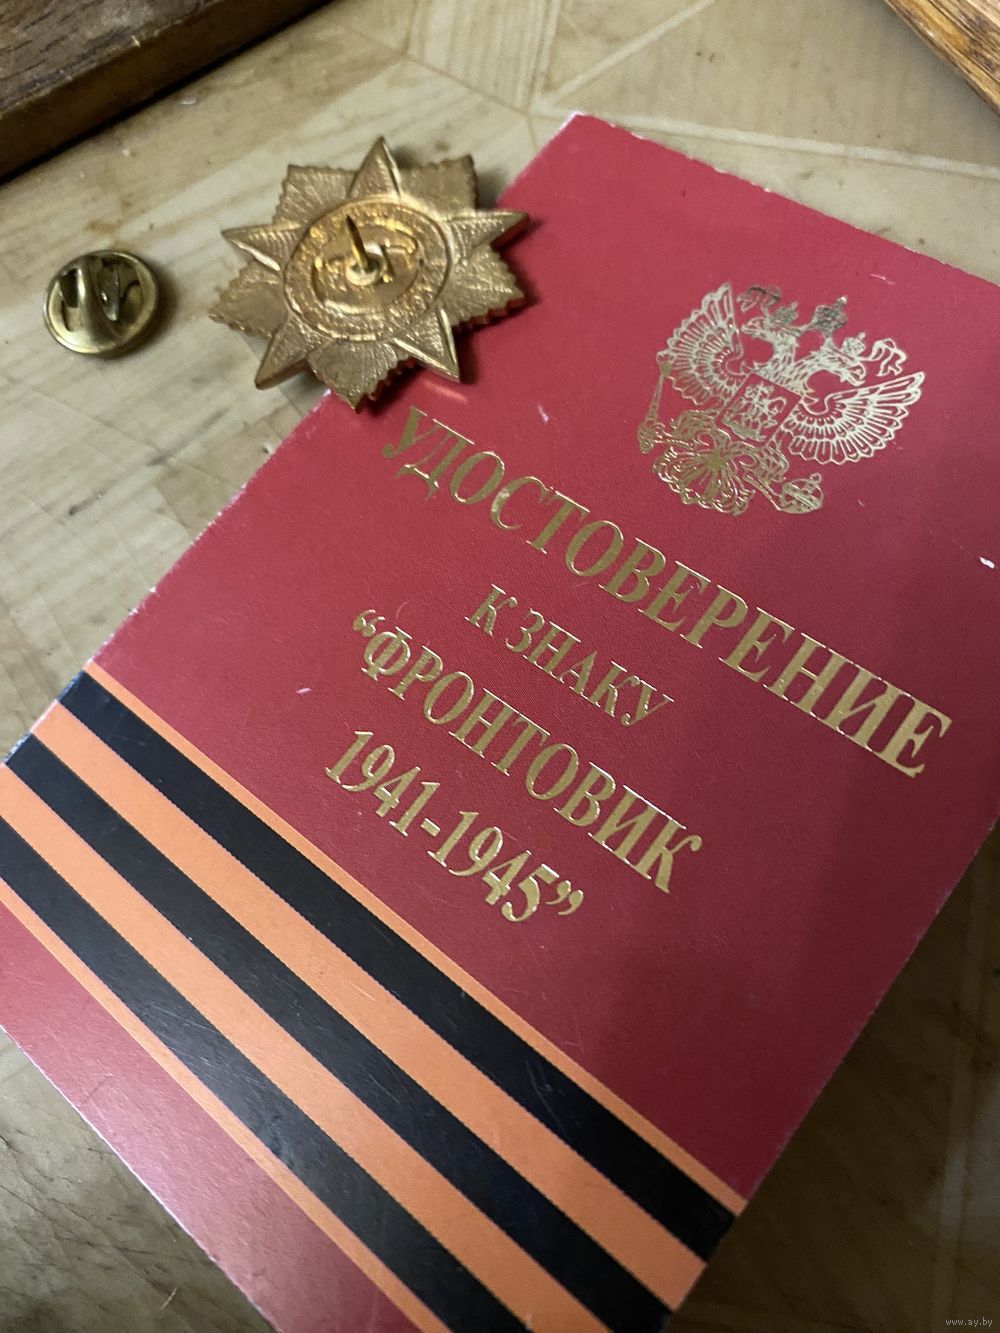 УДОСТОВЕРЕНИЕ
К ЗНАКУ
“ФРОНТОВИК
1941-1945”
www.ay.by